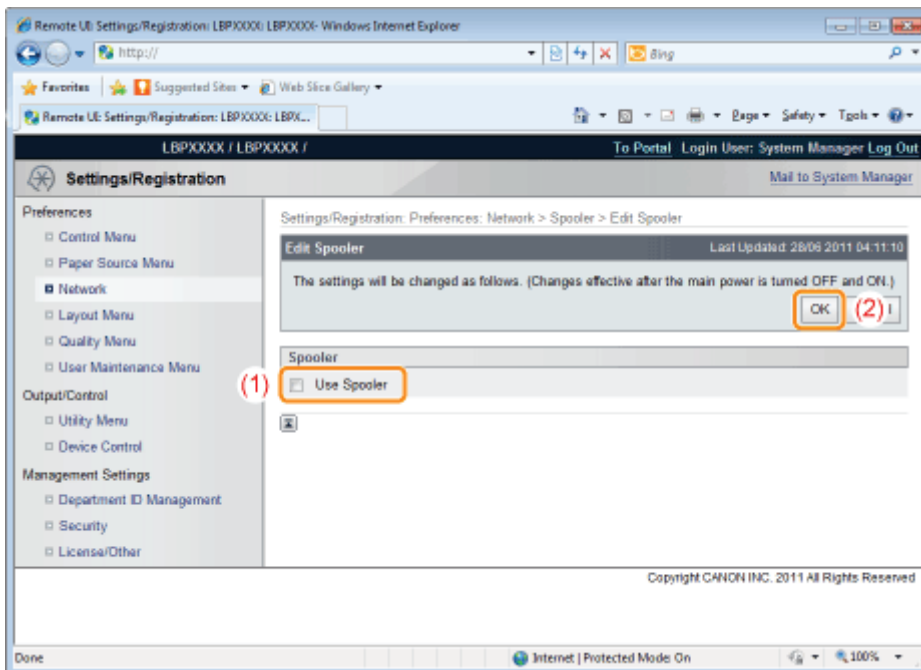 Remote UI: Settings/Registration: LBPXXXX: LBPXXXX- Windows Internet Explorer
http://
Bing
Favorites Suggested Sites Web Slice Gallery
Remote UI: Settings/Registration: LBPXXXX: LBPX... Page Safety Tools
LBPXXXX / LBPXXXX / To Portal Login User: System Manager Log Out
Settings/Registration Mail to System Manager
Preferences
Control Menu
Paper Source Menu
Network
Layout Menu
Quality Menu
User Maintenance Menu
Output/Control
Utility Menu
Device Control
Management Settings
Department ID Management
Security
License/Other
Settings/Registration: Preferences: Network > Spooler > Edit Spooler
Edit Spooler Last Updated: 28/06 2011 04:11:10
The settings will be changed as follows. (Changes effective after the main power is turned OFF and ON.)
OK (2)
Spooler
(1) Use Spooler
Copyright CANON INC. 2011 All Rights Reserved
Done Internet | Protected Mode: On 100%